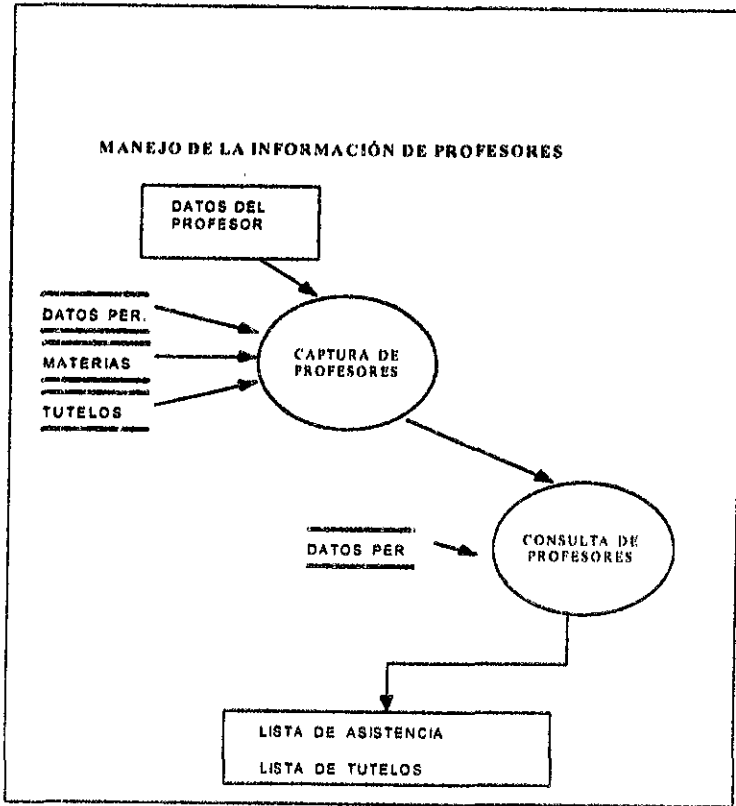 MANEJO DE LA INFORMACIÓN DE PROFESORES
DATOS DEL
PROFESOR
DATOS PER.
MATERIAS
TUTELOS
CAPTURA DE
PROFESORES
DATOS PER
CONSULTA DE
PROFESORES
LISTA DE ASISTENCIA
LISTA DE TUTELOS